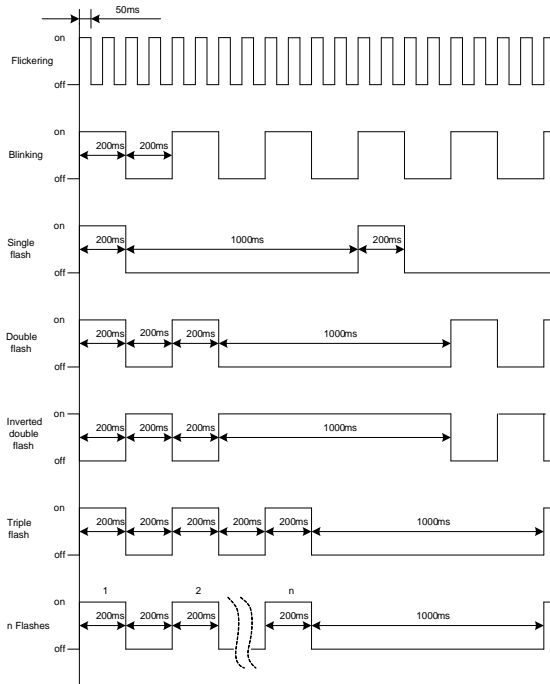 50ms
on
Flickering
off
on
Blinking
200ms 200ms
off
on
Single
flash
200ms 1000ms 200ms
off
on
Double
flash
200ms 200ms 200ms 1000ms
off
on
Inverted
double
flash
200ms 200ms 200ms 1000ms
off
on
Triple
flash
200ms 200ms 200ms 200ms 200ms 1000ms
off
1 2 n
on
n Flashes
200ms 200ms 200ms 200ms 1000ms
off